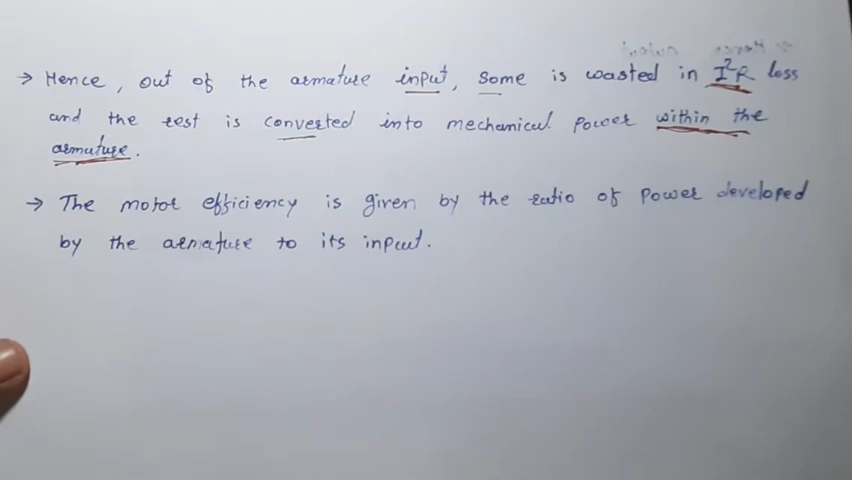 → Hence, out of the armature input, some is wasted in I²R loss
and the rest is converted into mechanical power within the
armature.
→ The motor efficiency is given by the ratio of power developed
by the armature to its input.